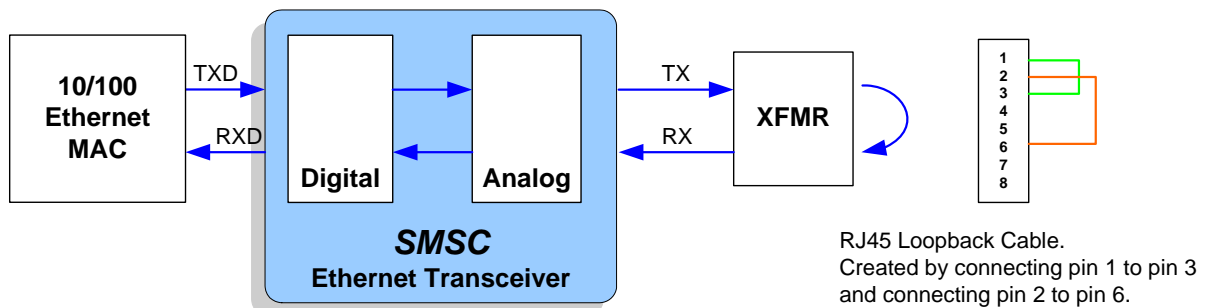 10/100
Ethernet
MAC
TXD
RXD
Digital
Analog
SMSC
Ethernet Transceiver
TX
RX
XFMR
1
2
3
4
5
6
7
8
RJ45 Loopback Cable.
Created by connecting pin 1 to pin 3
and connecting pin 2 to pin 6.